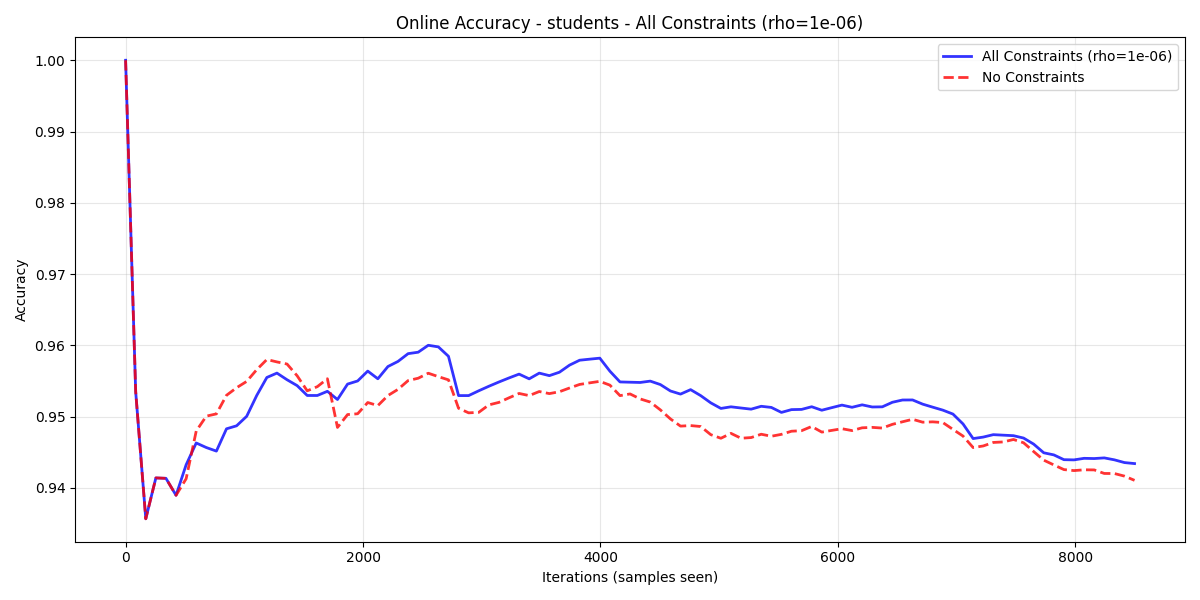 Online Accuracy - students - All Constraints (rho=1e-06)
All Constraints (rho=1e-06)
No Constraints
Accuracy
1.00
0.99
0.98
0.97
0.96
0.95
0.94
0 2000 4000 6000 8000
Iterations (samples seen)